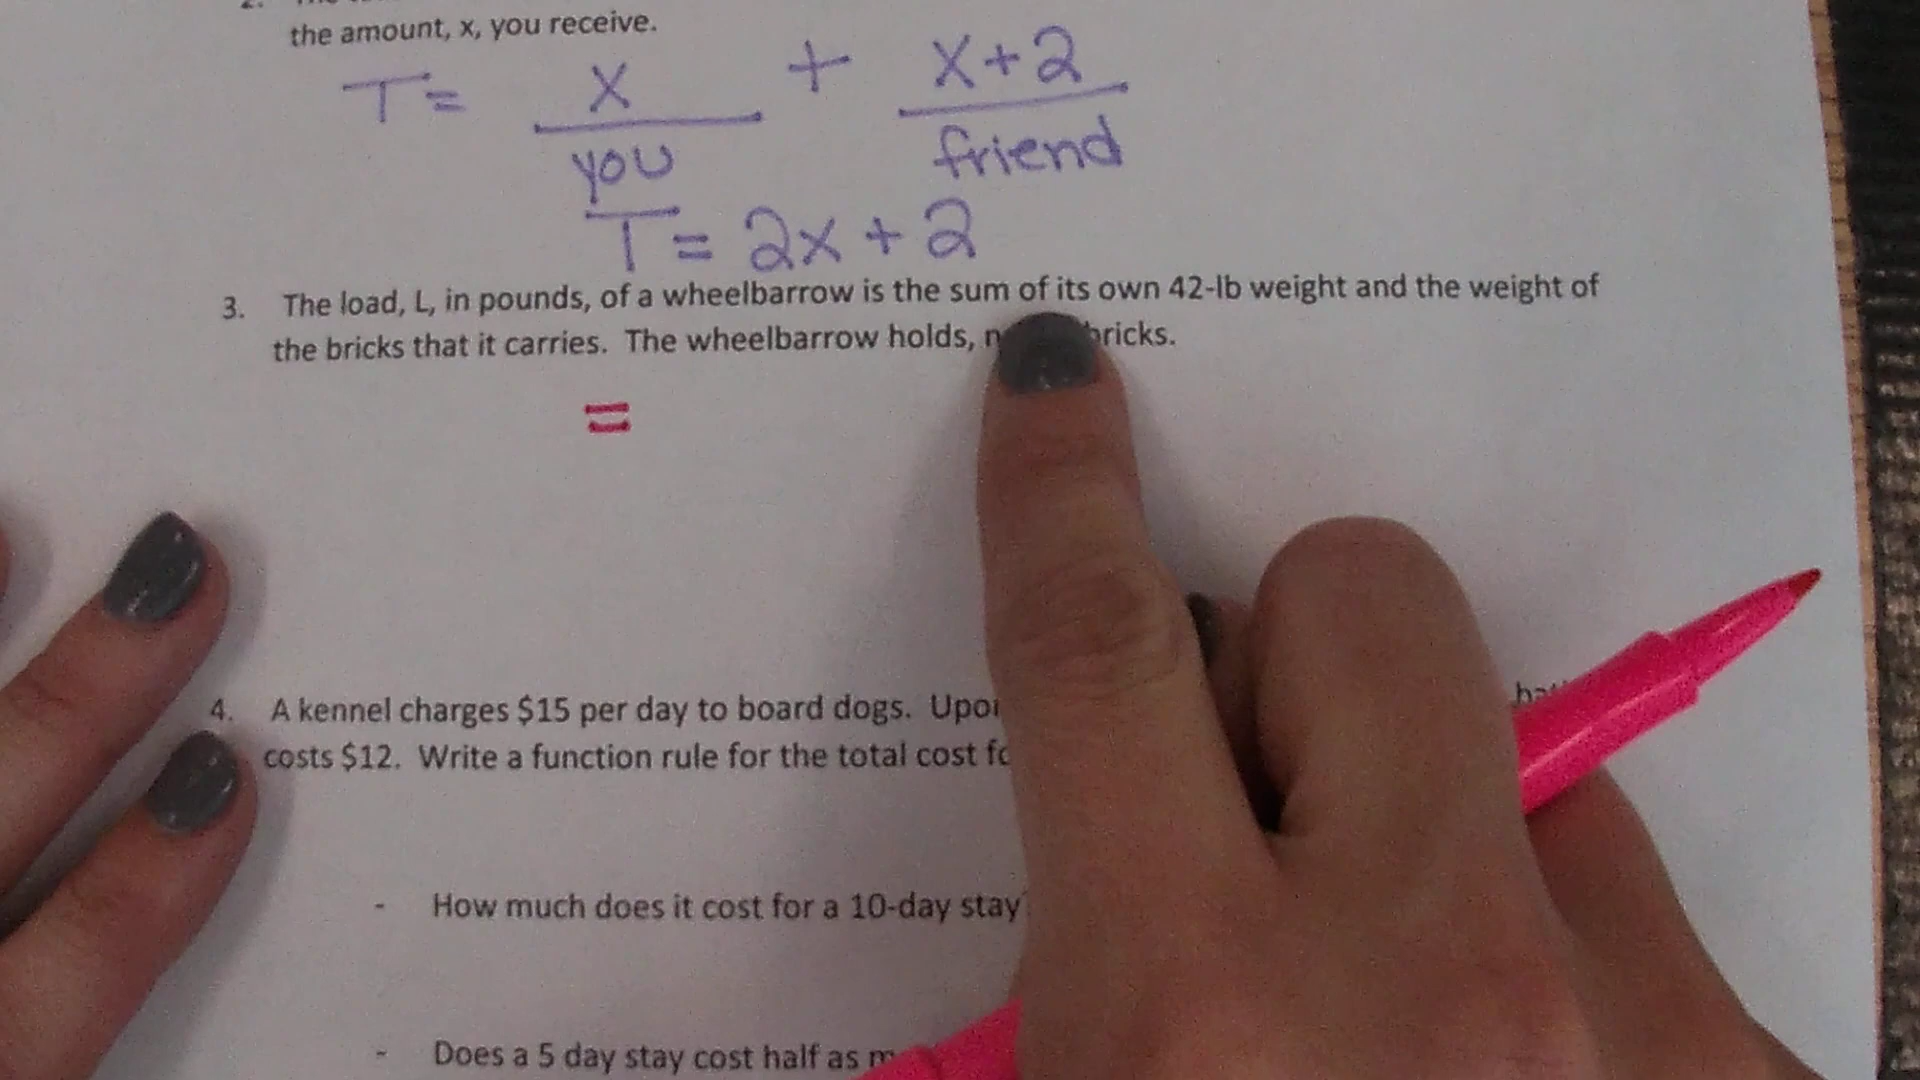 the amount, x, you receive.
T = x + x+2
you friend
T = 2x + 2
3. The load, L, in pounds, of a wheelbarrow is the sum of its own 42-lb weight and the weight of
the bricks that it carries. The wheelbarrow holds, bricks.
=
4. A kennel charges $15 per day to board dogs. Upon
costs $12. Write a function rule for the total cost
- How much does it cost for a 10-day stay
- Does a 5 day stay cost half as